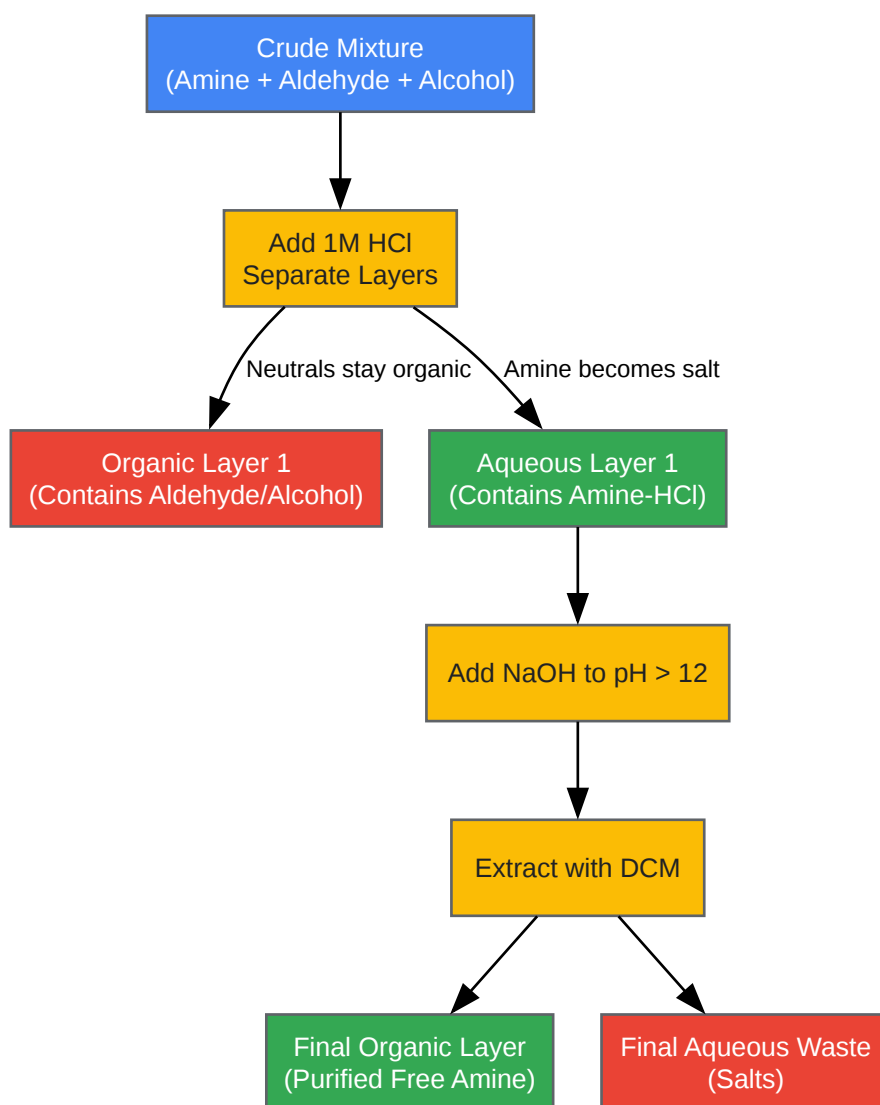 Crude Mixture
(Amine + Aldehyde + Alcohol)
Add 1M HCl
Separate Layers
Neutrals stay organic
Amine becomes salt
Organic Layer 1
(Contains Aldehyde/Alcohol)
Aqueous Layer 1
(Contains Amine-HCl)
Add NaOH to pH > 12
Extract with DCM
Final Organic Layer
(Purified Free Amine)
Final Aqueous Waste
(Salts)